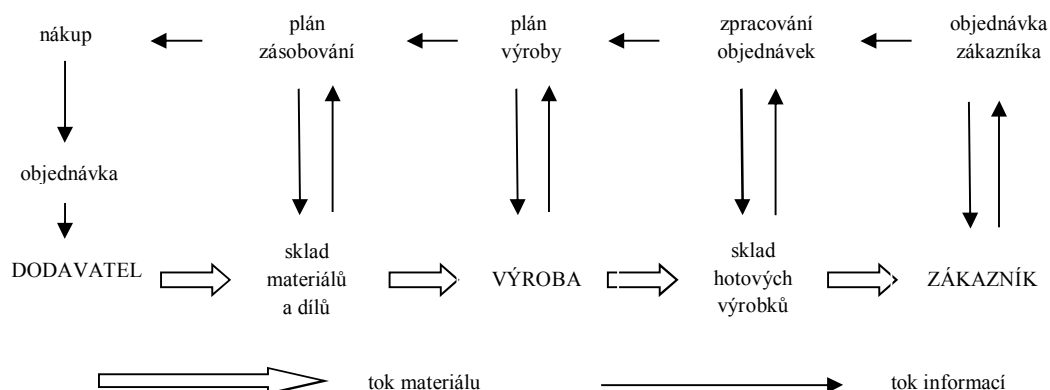 nákup
plán
zásobování
plán
výroby
zpracování
objednávek
objednávka
zákazníka
objednávka
DODAVATEL
sklad
materiálů
a dílů
VÝROBA
sklad
hotových
výrobků
ZÁKAZNÍK
tok materiálu
tok informací